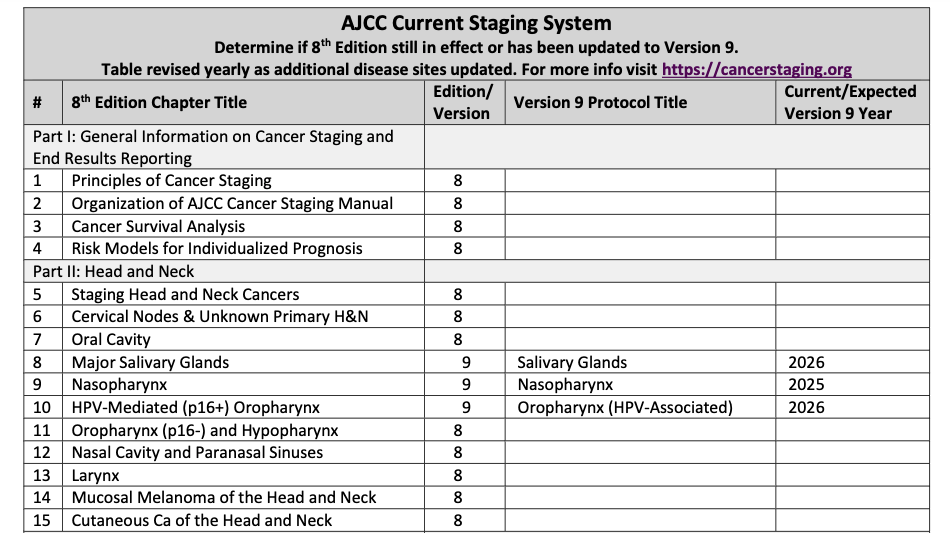 AJCC Current Staging System
Determine if 8th Edition still in effect or has been updated to Version 9.
Table revised yearly as additional disease sites updated. For more info visit https://cancerstaging.org
# 8th Edition Chapter Title Edition/ Version Version 9 Protocol Title Current/Expected Version 9 Year
Part I: General Information on Cancer Staging and
End Results Reporting
1 Principles of Cancer Staging 8
2 Organization of AJCC Cancer Staging Manual 8
3 Cancer Survival Analysis 8
4 Risk Models for Individualized Prognosis 8
Part II: Head and Neck
5 Staging Head and Neck Cancers 8
6 Cervical Nodes & Unknown Primary H&N 8
7 Oral Cavity 8
8 Major Salivary Glands 9 Salivary Glands 2026
9 Nasopharynx 9 Nasopharynx 2025
10 HPV-Mediated (p16+) Oropharynx 9 Oropharynx (HPV-Associated) 2026
11 Oropharynx (p16-) and Hypopharynx 8
12 Nasal Cavity and Paranasal Sinuses 8
13 Larynx 8
14 Mucosal Melanoma of the Head and Neck 8
15 Cutaneous Ca of the Head and Neck 8